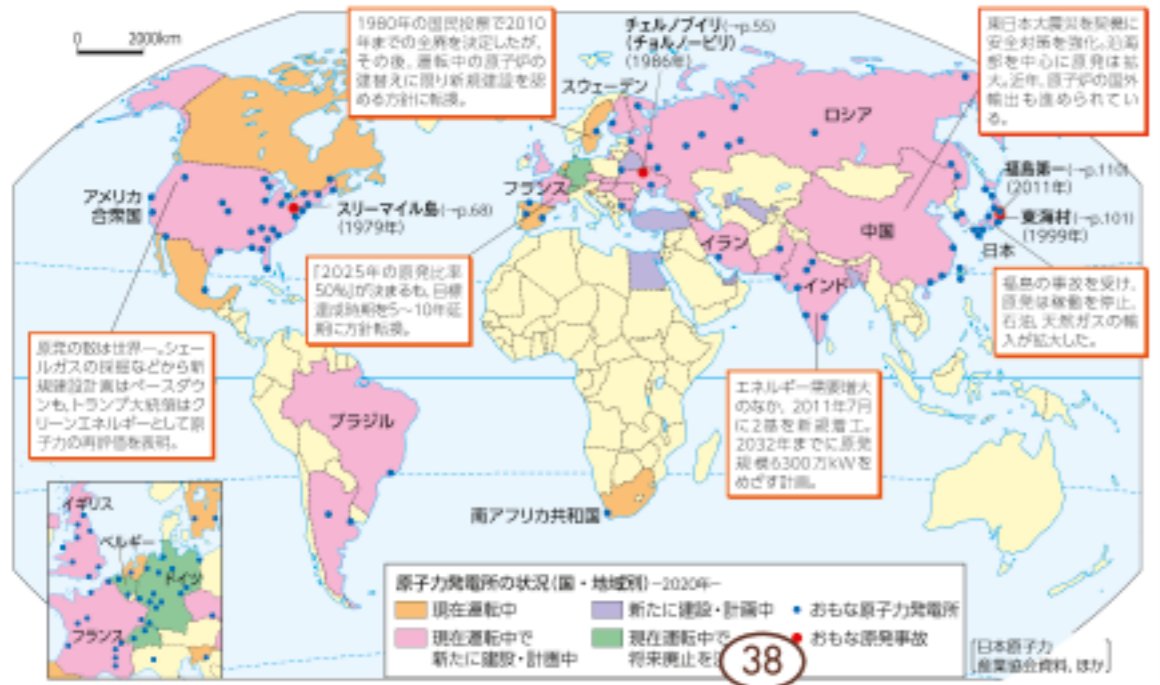 0 2000km
1980年の国民投票で2010
年までの全廃を決定したが、
その後、運転中の原子炉の
建替えに限り新規建設を認
める方針に転換。
チェルノブイリ(→p.55)
(チョルノービリ)
(1986年)
東日本大震災を契機に
安全対策を強化。沿海
部を中心に原発は拡
大。近年、原子炉の国外
輸出も進められてい
る。
スウェーデン
ロシア
福島第一(→p.110)
(2011年)
アメリカ
合衆国
スリーマイル島(→p.68)
(1979年)
フランス
東海村(→p.101)
(1999年)
中国
日本
イラン
インド
「2025年の原発比率
50%」が決まるも、目標
達成時期を5〜10年延
期に方針転換。
福島の事故を受け、
原発は稼働を停止。
石油、天然ガスの輸
入が拡大した。
原発の数は世界一。シェー
ルガスの採掘などから新
規建設計画はペースダウ
ンも、トランプ大統領はク
リーンエネルギーとして原
子力の再評価を表明。
エネルギー需要増大
のなか、2011年7月
に2基を新規着工。
2032年までに原発
規模6300万kWを
めざす計画。
ブラジル
南アフリカ共和国
イギリス
ベルギー
ドイツ
フランス
原子力発電所の状況(国・地域別)−2020年−
現在運転中
新たに建設・計画中
おもな原子力発電所
現在運転中で
新たに建設・計画中
現在運転中で
将来廃止を
おもな原発事故
38
日本原子力
産業協会資料、ほか